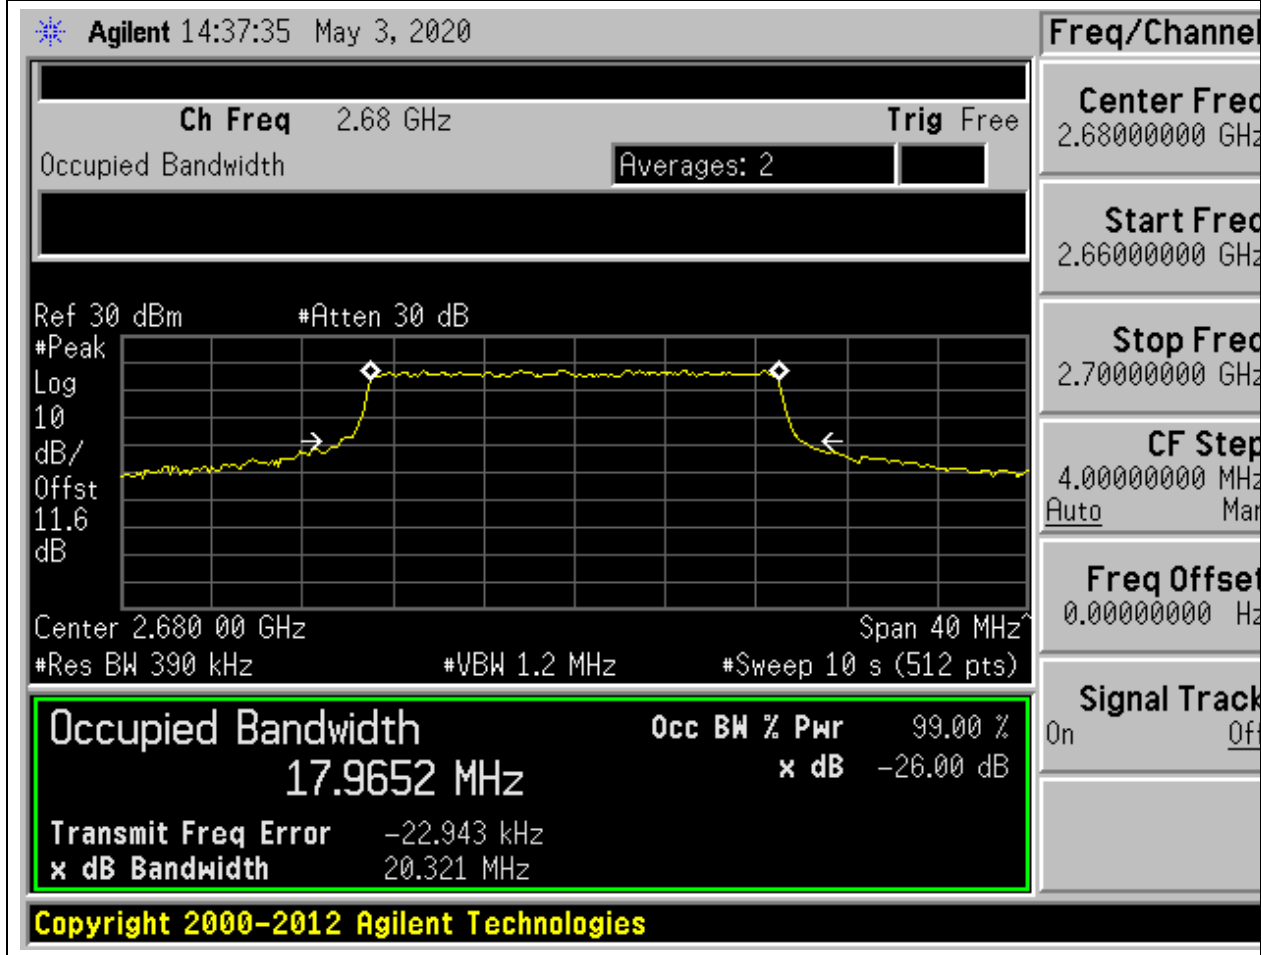 Agilent 14:37:35 May 3, 2020
Freq/Channel
Ch Freq 2.68 GHz Trig Free
Occupied Bandwidth Averages: 2
Center Freq
2.68000000 GHz
Start Freq
2.66000000 GHz
Stop Freq
2.70000000 GHz
CF Step
4.00000000 MHz
Auto Man
Freq Offset
0.00000000 Hz
Signal Track
On Off
Ref 30 dBm #Atten 30 dB
#Peak
Log
10
dB/
Offst
11.6
dB
Center 2.680 00 GHz Span 40 MHz^
#Res BW 390 kHz #VBW 1.2 MHz #Sweep 10 s (512 pts)
Occupied Bandwidth Occ BW % Pwr 99.00 %
17.9652 MHz x dB -26.00 dB
Transmit Freq Error -22.943 kHz
x dB Bandwidth 20.321 MHz
Copyright 2000-2012 Agilent Technologies